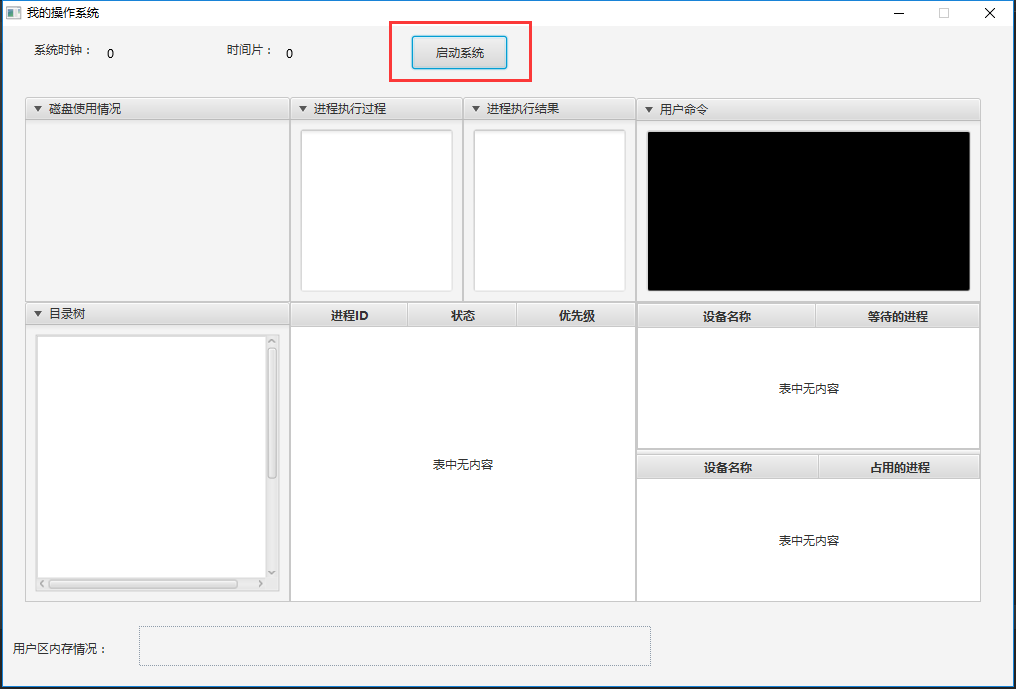 我的操作系统
系统时钟： 0 时间片： 0 启动系统
磁盘使用情况 进程执行过程 进程执行结果 用户命令
目录树 进程ID 状态 优先级 设备名称 等待的进程
表中无内容
表中无内容
设备名称 占用的进程
表中无内容
用户区内存情况：